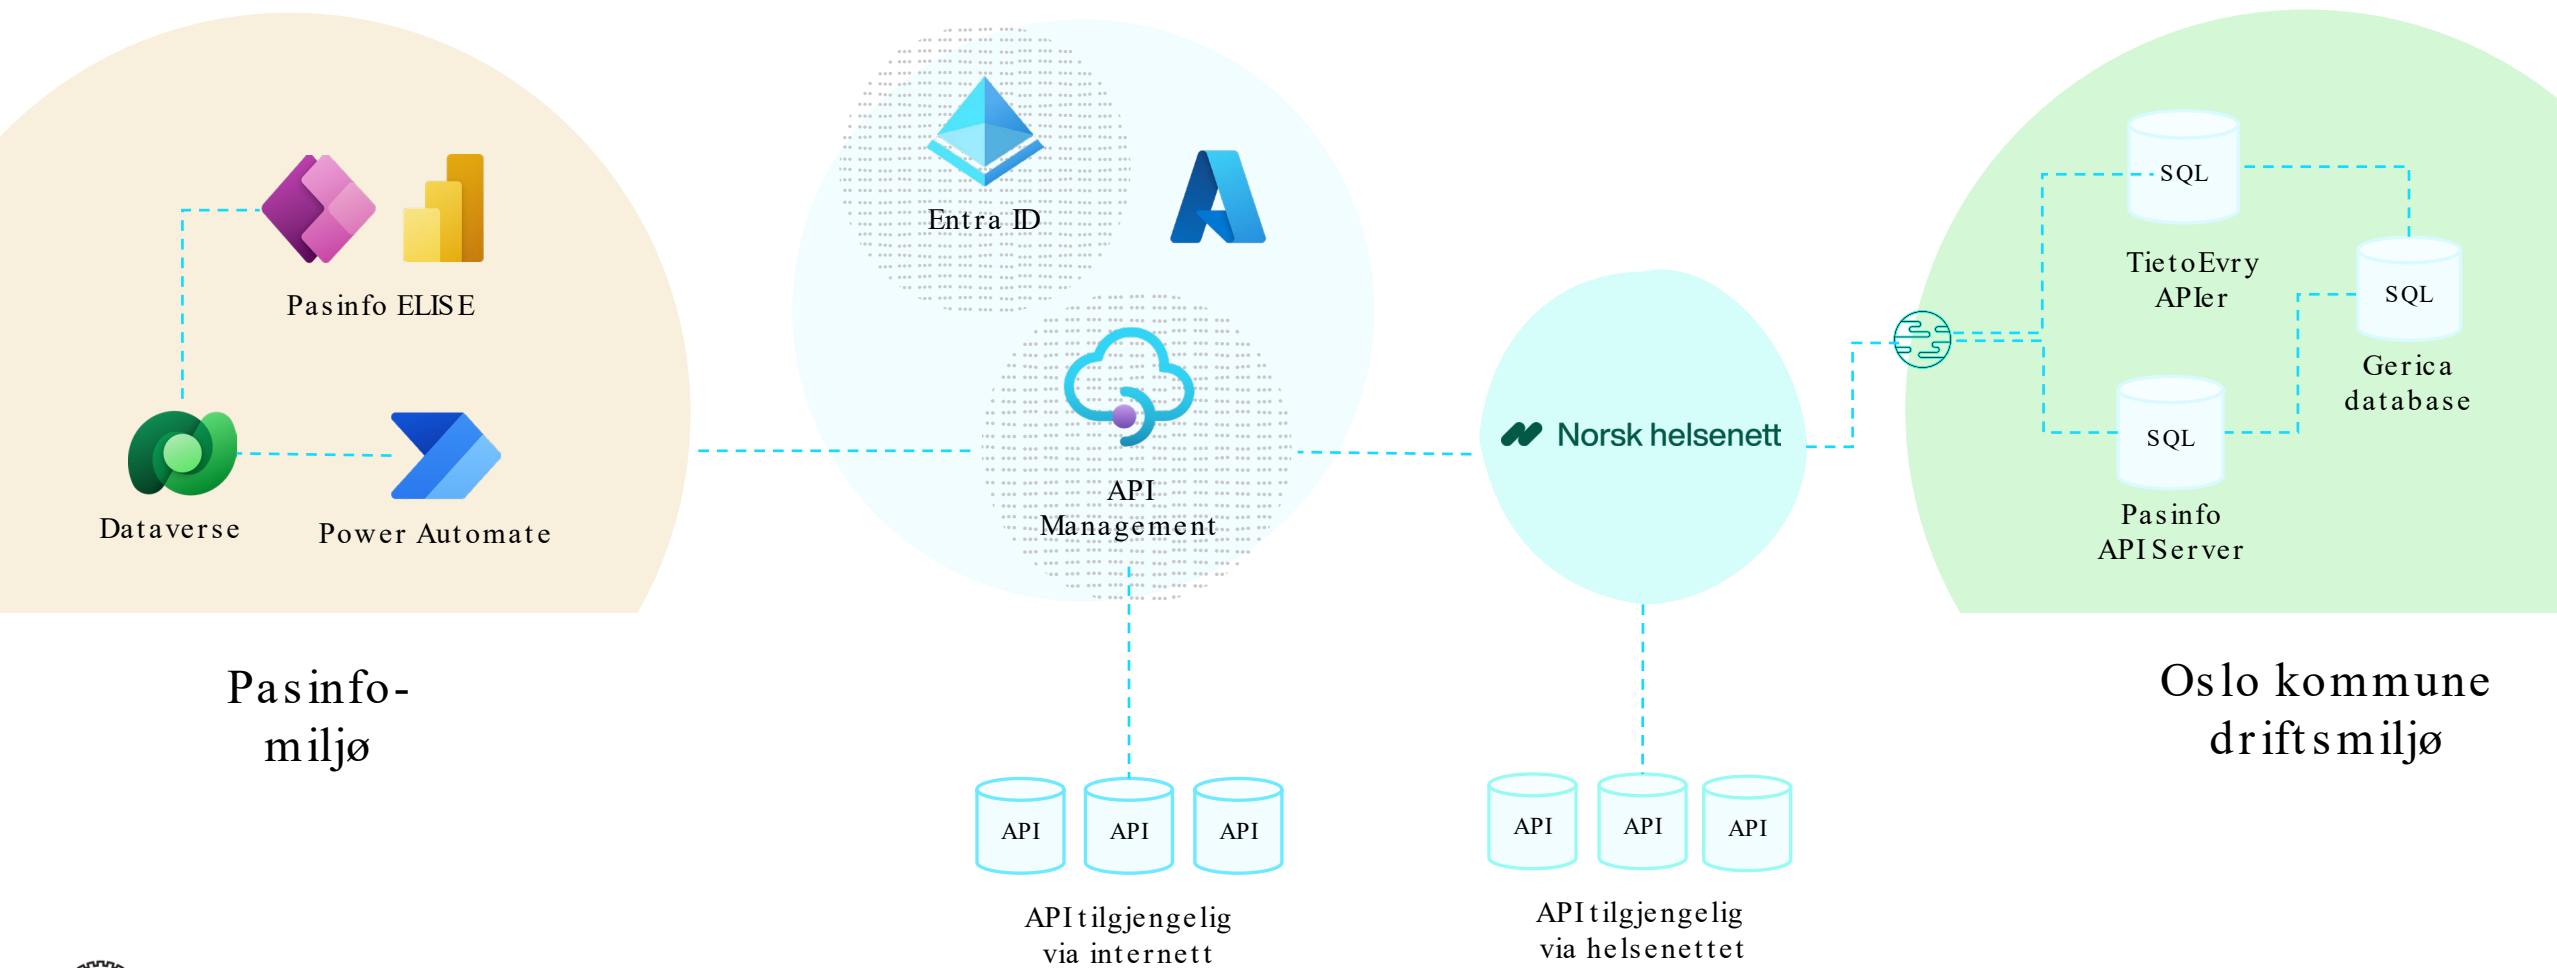 Pasinfo ELISE
Dataverse
Power Automate
Pasinfo-
miljø
Entra ID
API
Management
API
API
API
API tilgjengelig
via internett
Norsk helsenett
API
API
API
API tilgjengelig
via helsenettet
SQL
TietoEvry
APIer
SQL
Gerica
database
SQL
Pasinfo
API Server
Oslo kommune
driftsmiljø